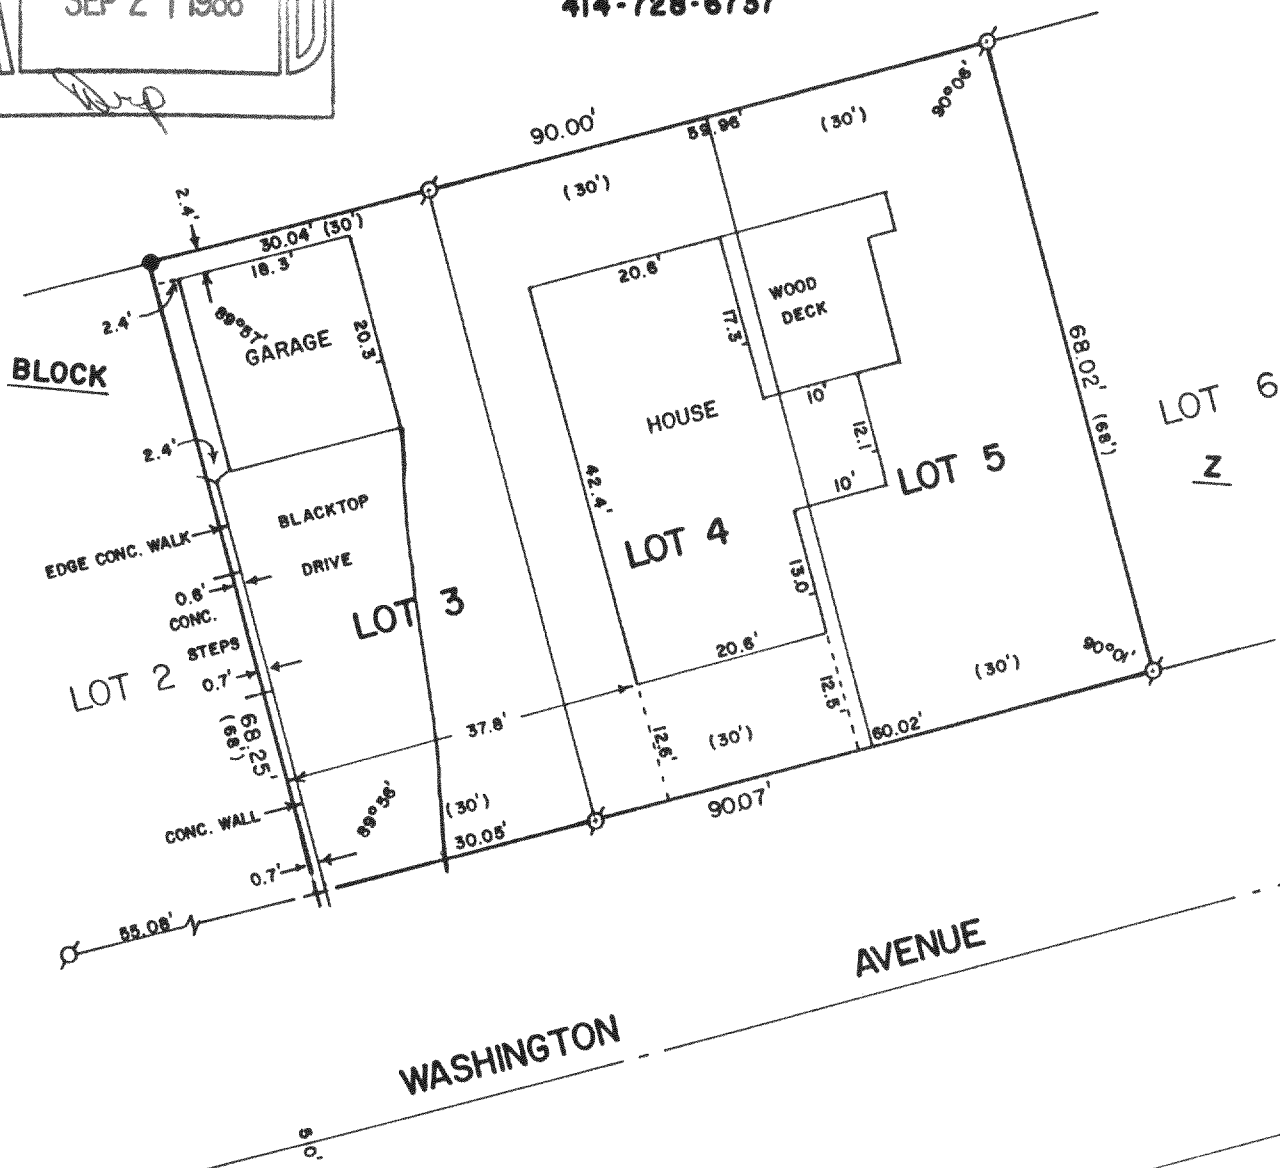 SEP 2 1 1988
414-728-6737
90.00'
59.96'
(30')
90°06'
(30')
2.4'
30.04' (30')
18.3'
20.6'
WOOD
DECK
2.4'
89°57'
GARAGE
20.3'
17.3'
BLOCK
68.02' (68')
LOT 6
Z
HOUSE
10'
12.1'
2.4'
10'
LOT 5
42.4'
BLACKTOP
DRIVE
LOT 4
EDGE CONC. WALK
13.0'
0.6'
CONC.
STEPS
LOT 3
20.6'
90°01'
LOT 2
0.7'
(30')
12.5'
68.25'
(68')
37.8'
12.6'
(30')
60.02'
90.07'
89°36'
(30')
30.05'
CONC. WALL
0.7'
55.08'
WASHINGTON AVENUE
50'